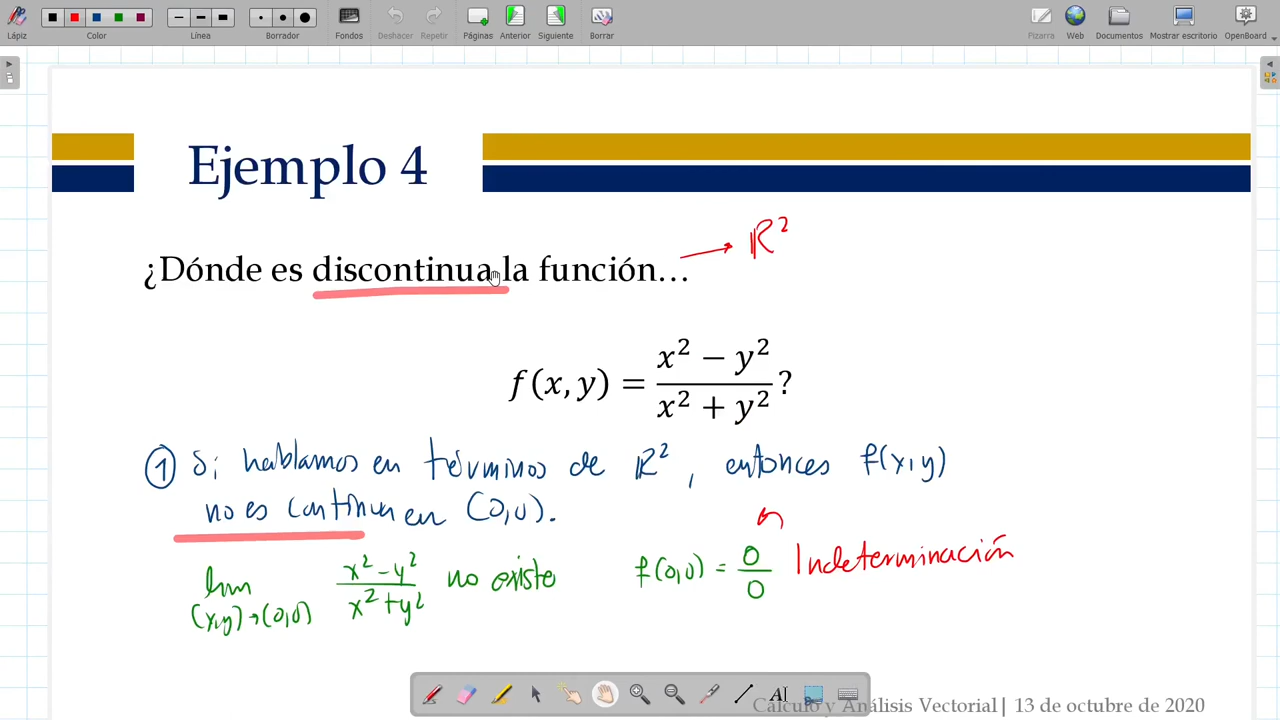 Lápiz
Color
Línea
Borrador
Fondos
Deshacer
Repetir
Páginas
Anterior
Siguiente
Borrar
Pizarra
Web
Documentos
Mostrar escritorio
OpenBoard
Ejemplo 4
¿Dónde es discontinua la función… → ℝ²
f(x, y) = (x² − y²)/(x² + y²)?
① Si hablamos en términos de ℝ², entonces f(x,y)
no es continua en (0,0).
lim (x,y)→(0,0) (x²−y²)/(x²+y²) no existe
f(0,0) = 0/0 Indeterminación
Cálculo y Análisis Vectorial | 13 de octubre de 2020